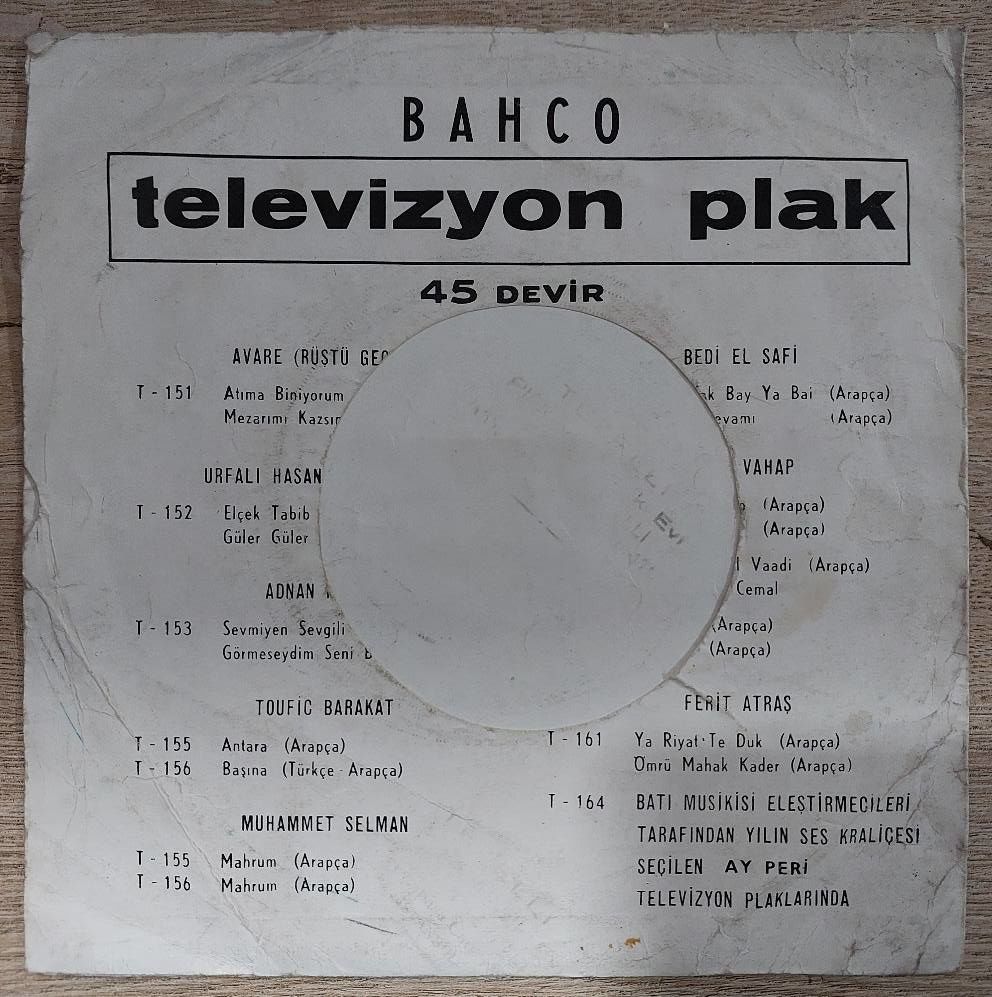 BAHCO
televizyon plak
45 DEVİR
AVARE (RÜŞTÜ
T - 151 Atıma Biniyorum
Mezarımı
URFALI HASAN
T - 152 Elçek Tabib
Güler Güler
ADNAN
T - 153 Sevmiyen Sevgili
Görmeseydim Seni
TOUFİC BARAKAT
T - 155 Antara (Arapça)
T - 156 Başına (Türkçe - Arapça)
MUHAMMET SELMAN
T - 155 Mahrum (Arapça)
T - 156 Mahrum (Arapça)
BEDİ EL SAFİ
Bay Ya Bai (Arapça)
(Arapça)
VAHAP
(Arapça)
(Arapça)
Vaadi (Arapça)
Cemal
(Arapça)
(Arapça)
FERİT ATRAŞ
T - 161 Ya Riyat Te Duk (Arapça)
Ömrü Mahak Kader (Arapça)
T - 164 BATI MUSİKİSİ ELEŞTİRMECİLERİ
TARAFINDAN YILIN SES KRALİÇESİ
SEÇİLEN AY PERİ
TELEVİZYON PLAKLARINDA